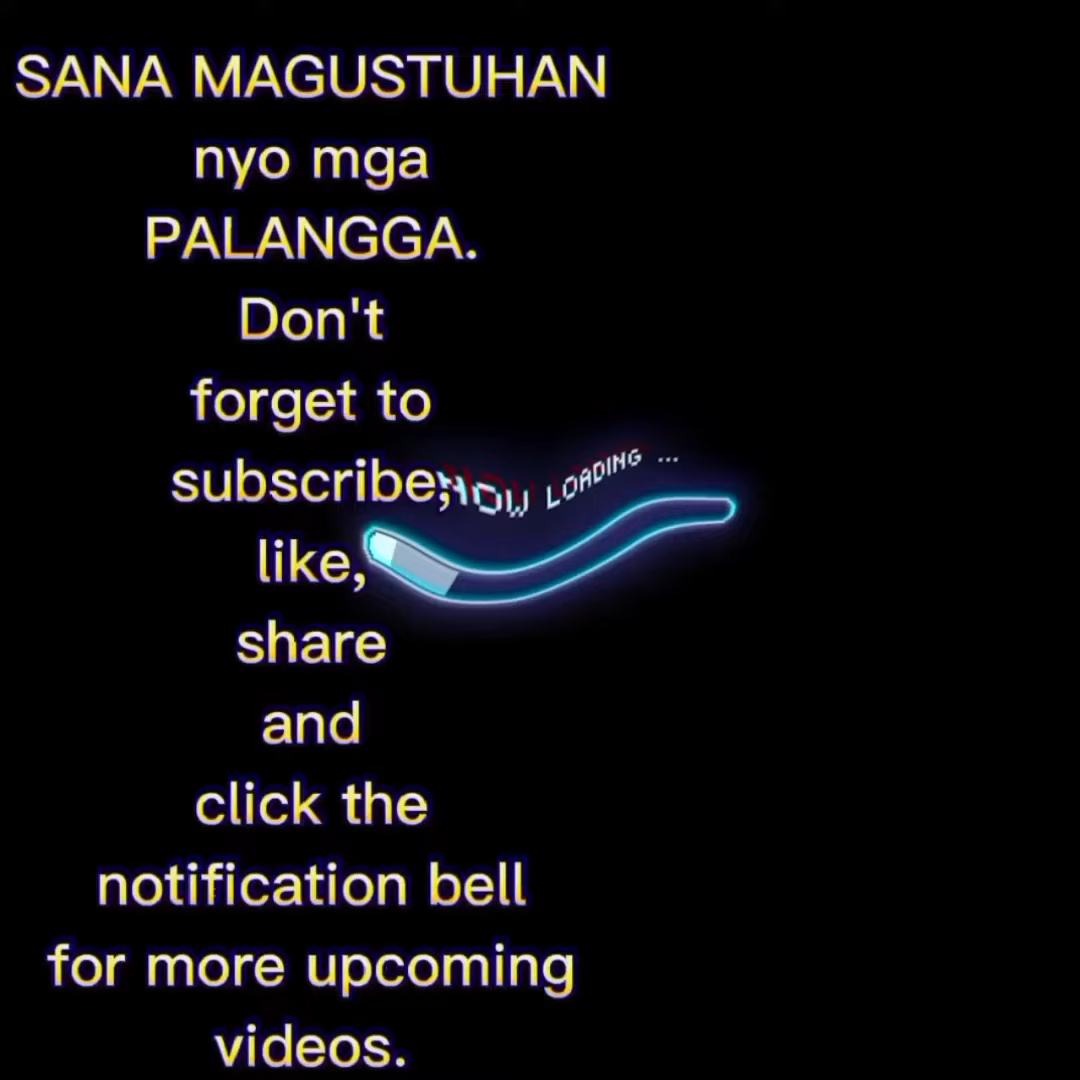 SANA MAGUSTUHAN
nyo mga
PALANGGA.
Don't
forget to
subscribe,
like,
share
and
click the
notification bell
for more upcoming
videos.
NOW LOADING ...